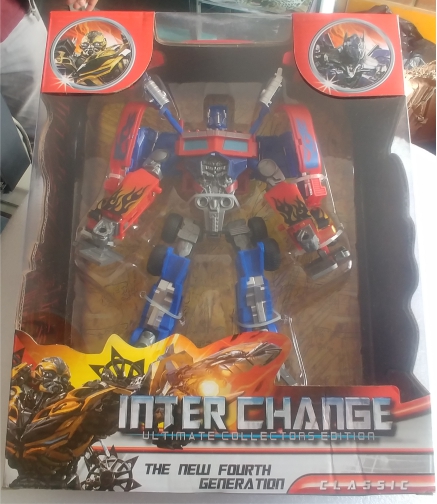 INTER CHANGE
ULTIMATE COLLECTORS EDITION
THE NEW FOURTH
GENERATION
CLASSIC